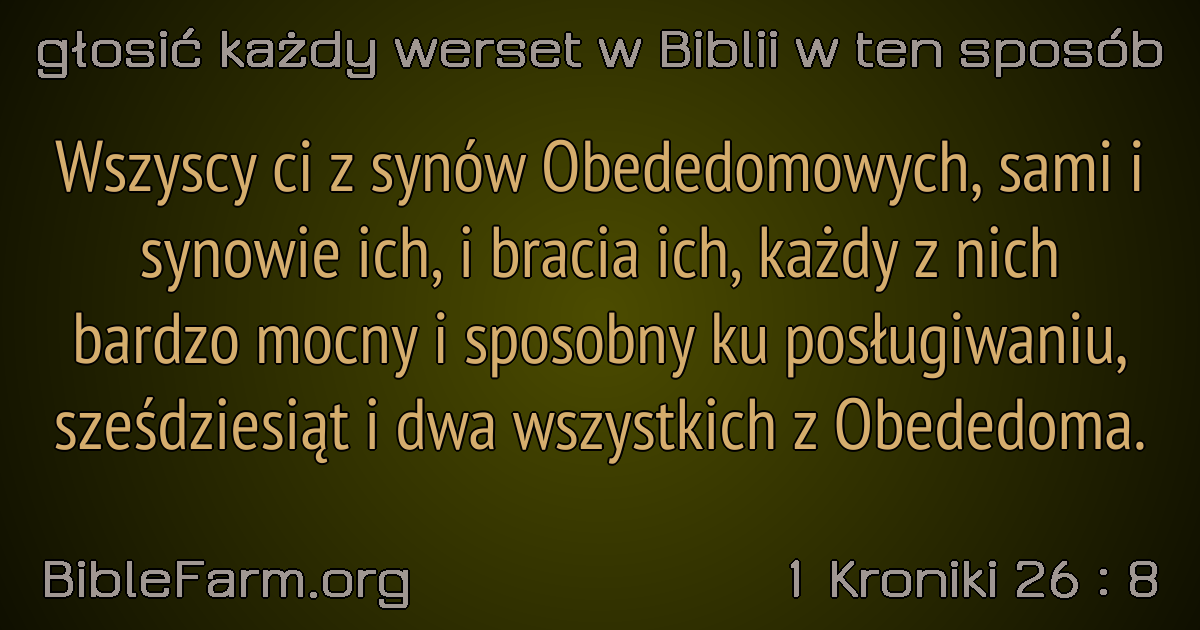 głosić każdy werset w Biblii w ten sposób
Wszyscy ci z synów Obededomowych, sami i
synowie ich, i bracia ich, każdy z nich
bardzo mocny i sposobny ku posługiwaniu,
sześdziesiąt i dwa wszystkich z Obededoma.
BibleFarm.org
1 Kroniki 26 : 8